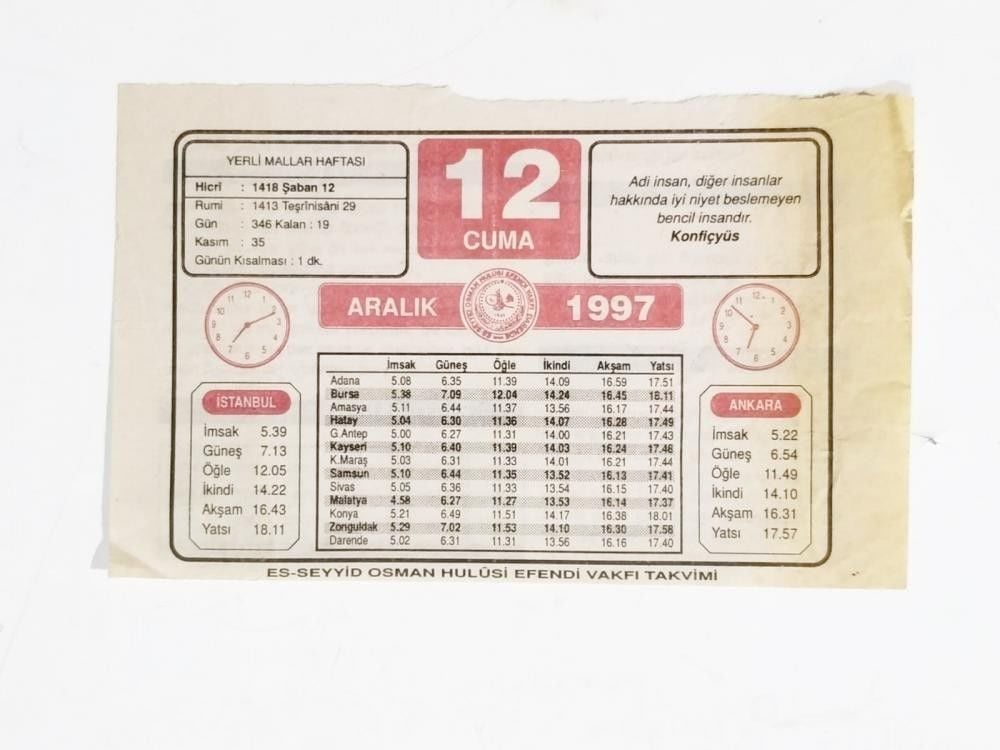 YERLİ MALLAR HAFTASI
Hicrî : 1418 Şaban 12
Rumi : 1413 Teşrînisâni 29
Gün : 346 Kalan : 19
Kasım : 35
Günün Kısalması : 1 dk.
12
CUMA
Adi insan, diğer insanlar
hakkında iyi niyet beslemeyen
bencil insandır.
Konfiçyüs
ARALIK
1997
İSTANBUL
İmsak 5.39
Güneş 7.13
Öğle 12.05
İkindi 14.22
Akşam 16.43
Yatsı 18.11
İmsak Güneş Öğle İkindi Akşam Yatsı
Adana 5.08 6.35 11.39 14.09 16.59 17.51
Bursa 5.38 7.09 12.04 14.24 16.45 18.11
Amasya 5.11 6.44 11.37 13.56 16.17 17.44
Hatay 5.04 6.30 11.36 14.07 16.28 17.49
G.Antep 5.00 6.27 11.31 14.00 16.21 17.43
Kayseri 5.10 6.40 11.39 14.03 16.24 17.48
K.Maraş 5.03 6.31 11.33 14.01 16.21 17.44
Samsun 5.10 6.44 11.35 13.52 16.13 17.41
Sivas 5.05 6.36 11.33 13.54 16.15 17.40
Malatya 4.58 6.27 11.27 13.53 16.14 17.37
Konya 5.21 6.49 11.51 14.17 16.38 18.01
Zonguldak 5.29 7.02 11.53 14.10 16.30 17.58
Darende 5.02 6.31 11.31 13.56 16.16 17.40
ANKARA
İmsak 5.22
Güneş 6.54
Öğle 11.49
İkindi 14.10
Akşam 16.31
Yatsı 17.57
ES-SEYYİD OSMAN HULÛSİ EFENDİ VAKFI TAKVİMİ